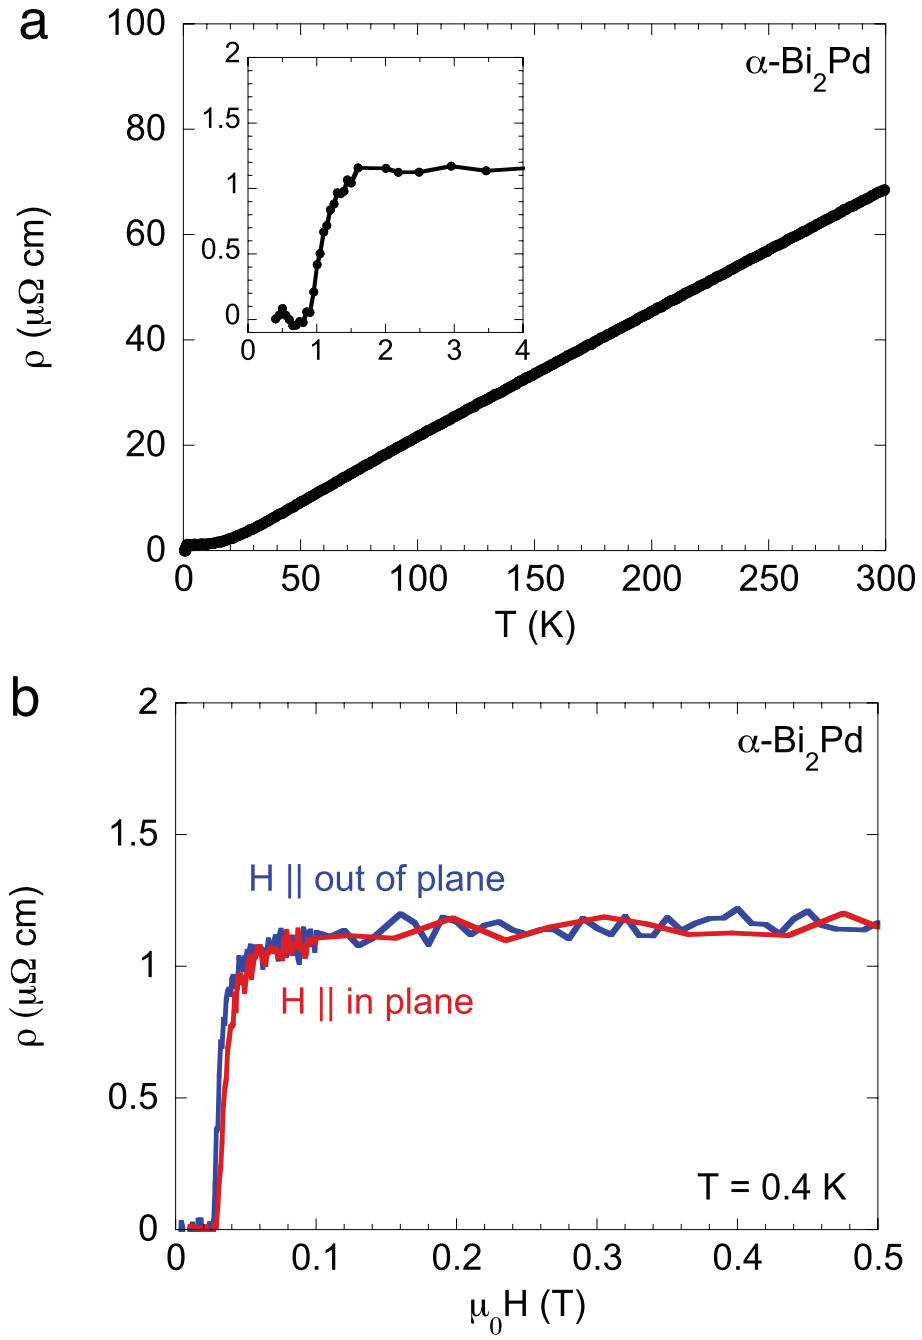 a
100
80
60
40
20
0
ρ (μΩ cm)
α-Bi2Pd
2
1.5
1
0.5
0
0 1 2 3 4
0 50 100 150 200 250 300
T (K)
b
2
1.5
1
0.5
0
ρ (μΩ cm)
α-Bi2Pd
H || out of plane
H || in plane
T = 0.4 K
0 0.1 0.2 0.3 0.4 0.5
μ0H (T)